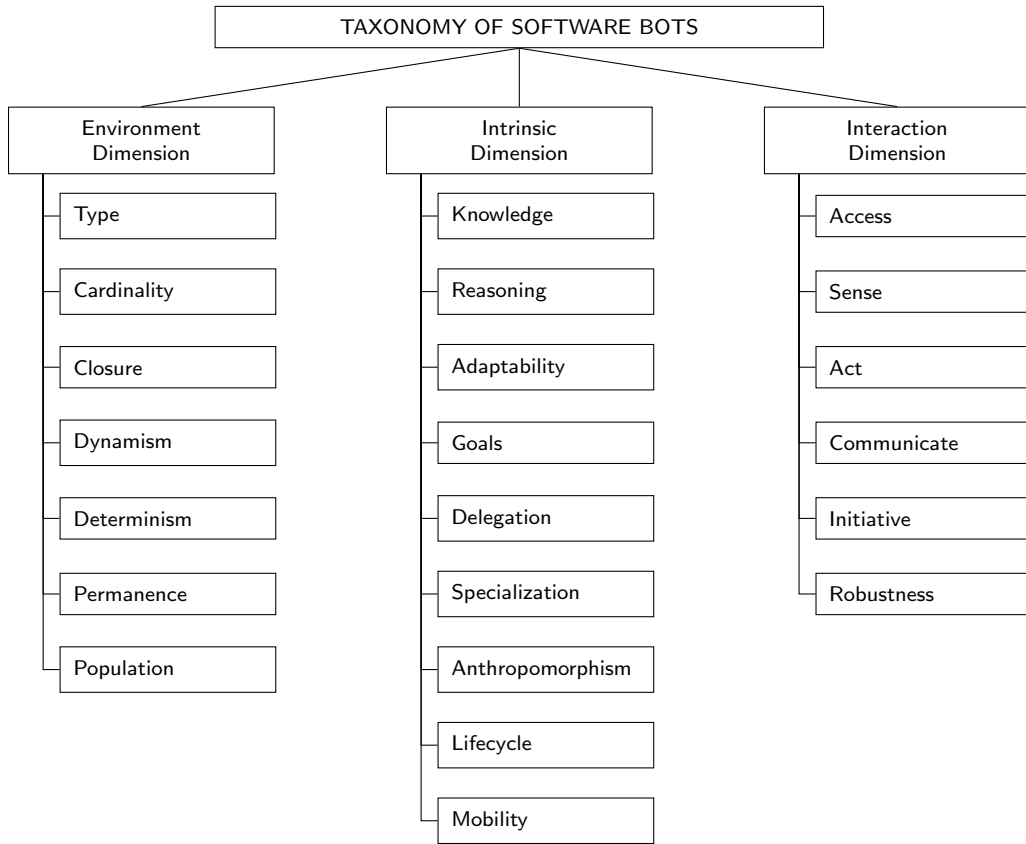 TAXONOMY OF SOFTWARE BOTS
Environment
Dimension
Type
Cardinality
Closure
Dynamism
Determinism
Permanence
Population
Intrinsic
Dimension
Knowledge
Reasoning
Adaptability
Goals
Delegation
Specialization
Anthropomorphism
Lifecycle
Mobility
Interaction
Dimension
Access
Sense
Act
Communicate
Initiative
Robustness